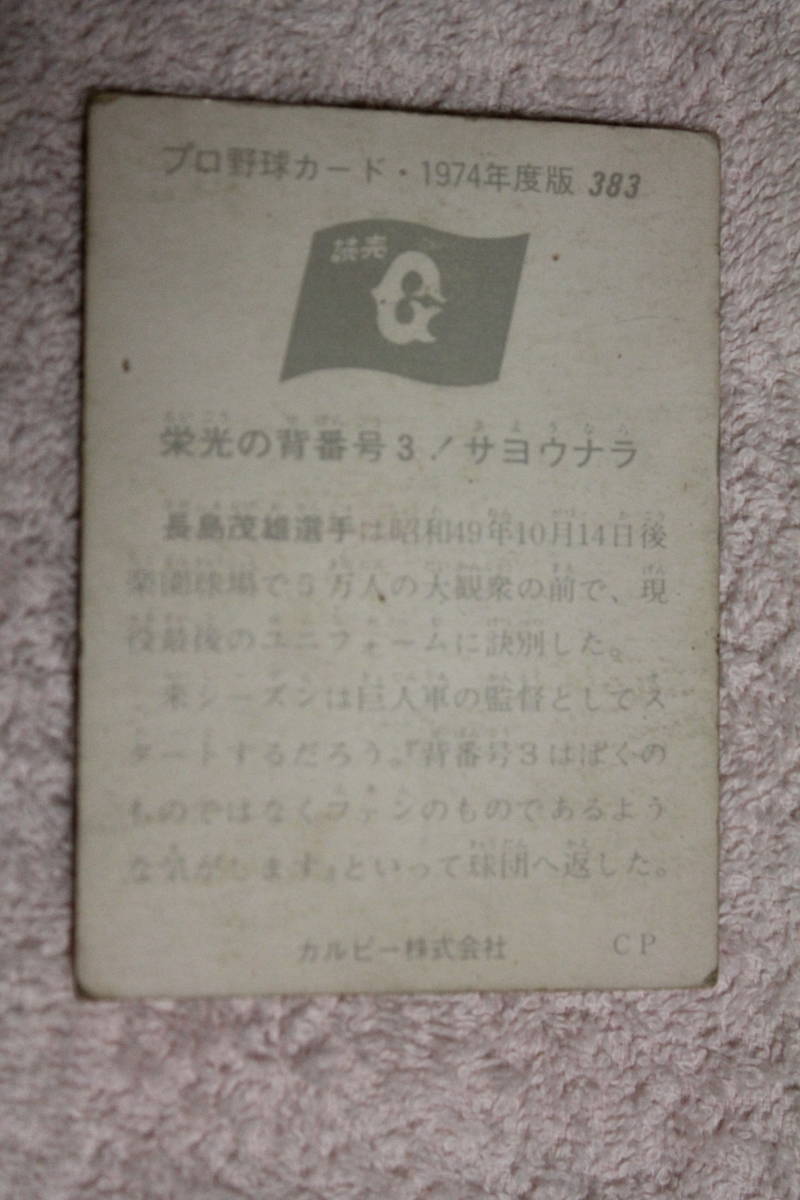 プロ野球カード・1974年度版 383
読売
G
栄光の背番号3！サヨウナラ
長島茂雄選手は昭和49年10月14日後
楽園球場で5万人の大観衆の前で、現
役最後のユニフォームに訣別した。
来シーズンは巨人軍の監督としてス
タートするだろう。「背番号3はぼくの
ものではなくファンのものであるよう
な気がします」といって球団へ返した。
カルビー株式会社 CP